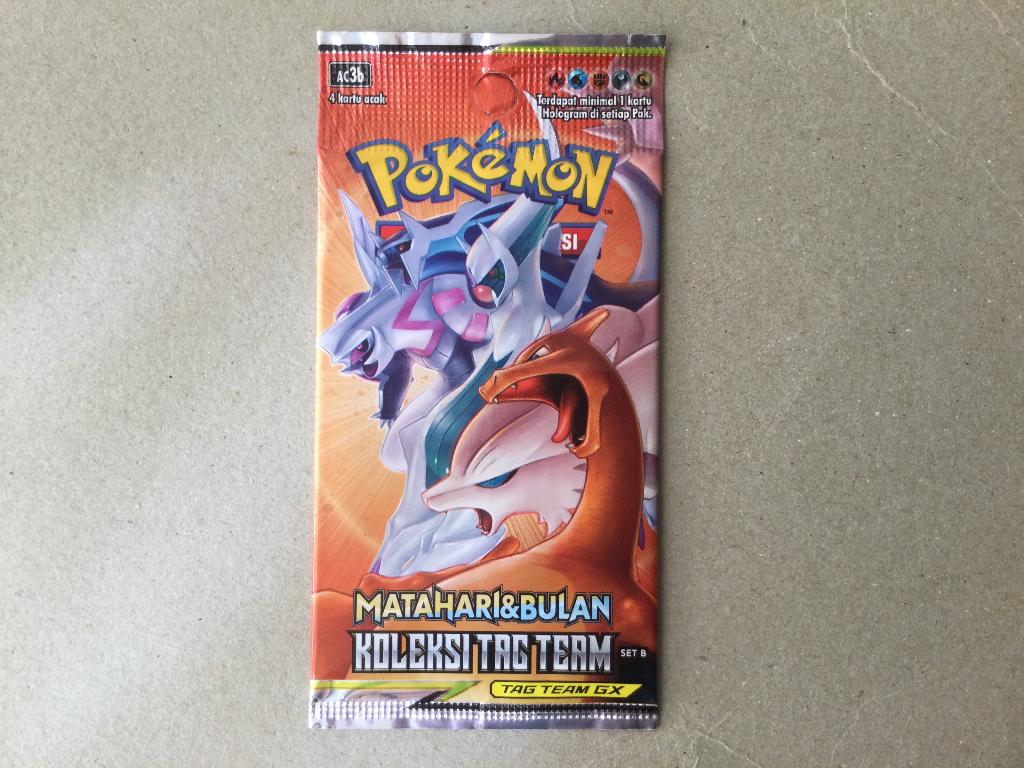 AC3b
4 kartu acak
Terdapat minimal 1 kartu
Hologram di setiap Pak.
POKéMON
TM
SI
MATAHARI&BULAN
KOLEKSI TAG TEAM SET B
TAG TEAM GX